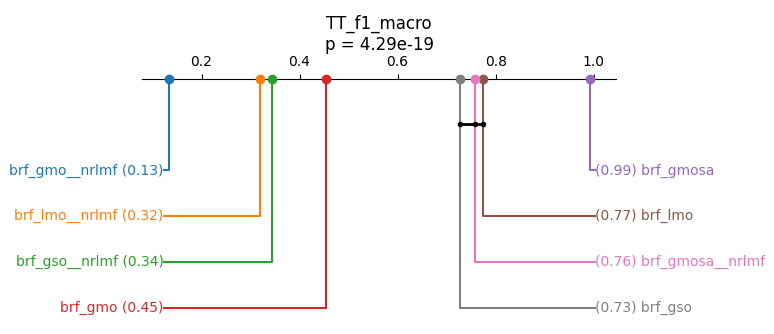 TT_f1_macro
p = 4.29e-19
0.2 0.4 0.6 0.8 1.0
brf_gmo__nrlmf (0.13) (0.99) brf_gmosa
brf_lmo__nrlmf (0.32) (0.77) brf_lmo
brf_gso__nrlmf (0.34) (0.76) brf_gmosa__nrlmf
brf_gmo (0.45) (0.73) brf_gso